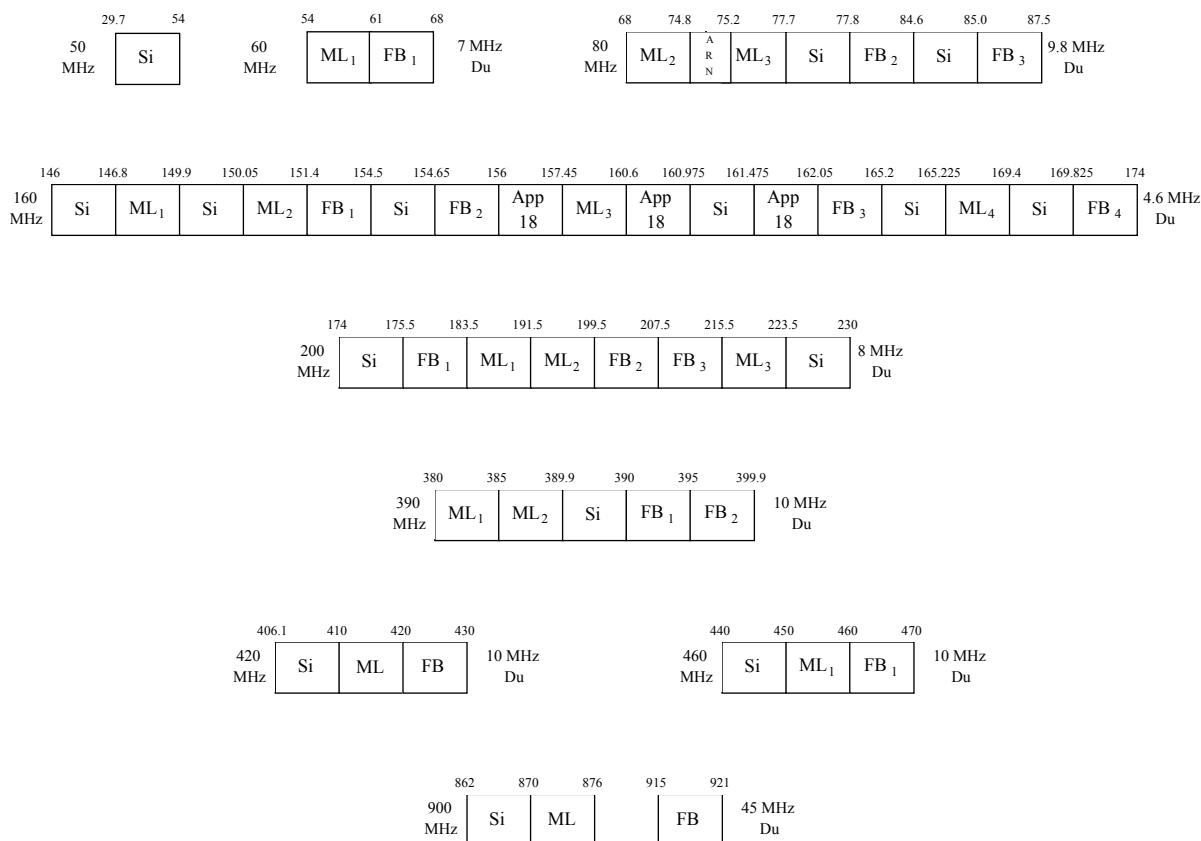 29.7 54
50 MHz Si
54 61 68
60 MHz ML1 FB1 7 MHz Du
68 74.8 75.2 77.7 77.8 84.6 85.0 87.5
80 MHz ML2 ARN ML3 Si FB2 Si FB3 9.8 MHz Du
146 146.8 149.9 150.05 151.4 154.5 154.65 156 157.45 160.6 160.975 161.475 162.05 165.2 165.225 169.4 169.825 174
160 MHz Si ML1 Si ML2 FB1 Si FB2 App 18 ML3 App 18 Si App 18 FB3 Si ML4 Si FB4 4.6 MHz Du
174 175.5 183.5 191.5 199.5 207.5 215.5 223.5 230
200 MHz Si FB1 ML1 ML2 FB2 FB3 ML3 Si 8 MHz Du
380 385 389.9 390 395 399.9
390 MHz ML1 ML2 Si FB1 FB2 10 MHz Du
406.1 410 420 430
420 MHz Si ML FB 10 MHz Du
440 450 460 470
460 MHz Si ML1 FB1 10 MHz Du
862 870 876 915 921
900 MHz Si ML FB 45 MHz Du